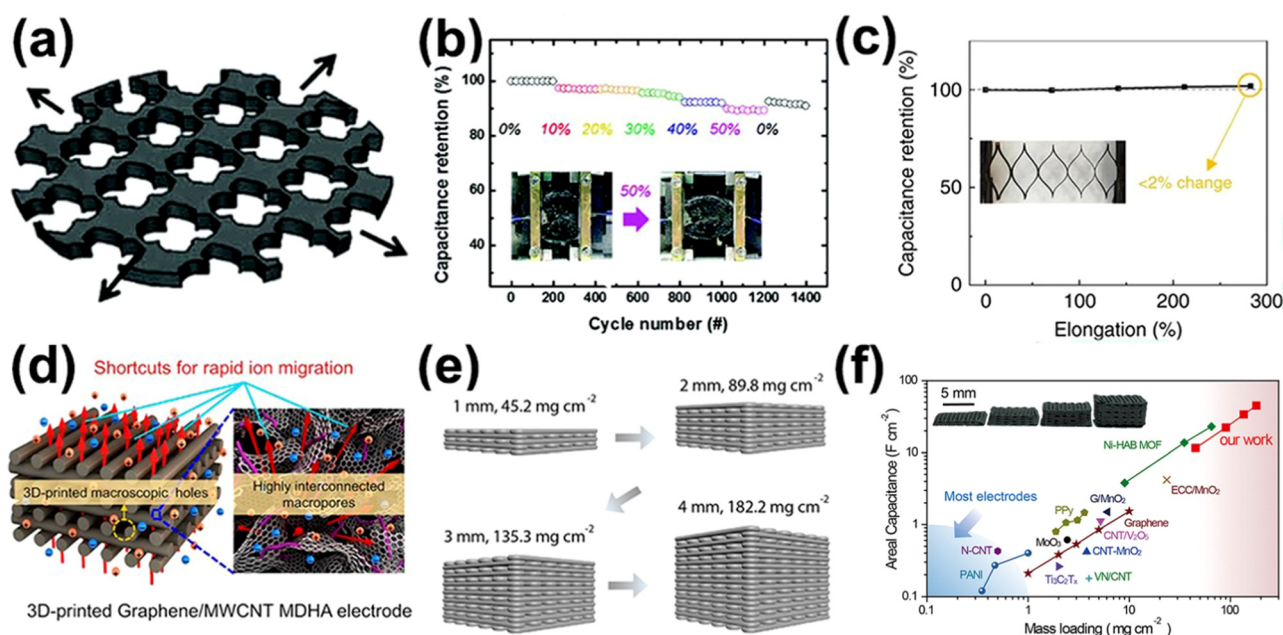 (a)
(b)
Capacitance retention (%)
100
80
60
40
0% 10% 20% 30% 40% 50% 0%
50%
0 200 400 600 800 1000 1200 1400
Cycle number (#)
(c)
Capacitance retention (%)
100
50
0
<2% change
0 100 200 300
Elongation (%)
(d)
Shortcuts for rapid ion migration
3D-printed macroscopic holes
Highly interconnected
macropores
3D-printed Graphene/MWCNT MDHA electrode
(e)
1 mm, 45.2 mg cm⁻²
2 mm, 89.8 mg cm⁻²
3 mm, 135.3 mg cm⁻²
4 mm, 182.2 mg cm⁻²
(f)
Areal Capacitance (F cm⁻²)
100
10
1
0.1
5 mm
Ni-HAB MOF
our work
ECC/MnO₂
Most electrodes
G/MnO₂
PPy
Graphene
CNT/V₂O₅
MoO₃
N-CNT
CNT-MnO₂
PANI
Ti₃C₂Tₓ
VN/CNT
0.1 1 10 100
Mass loading (mg cm⁻²)